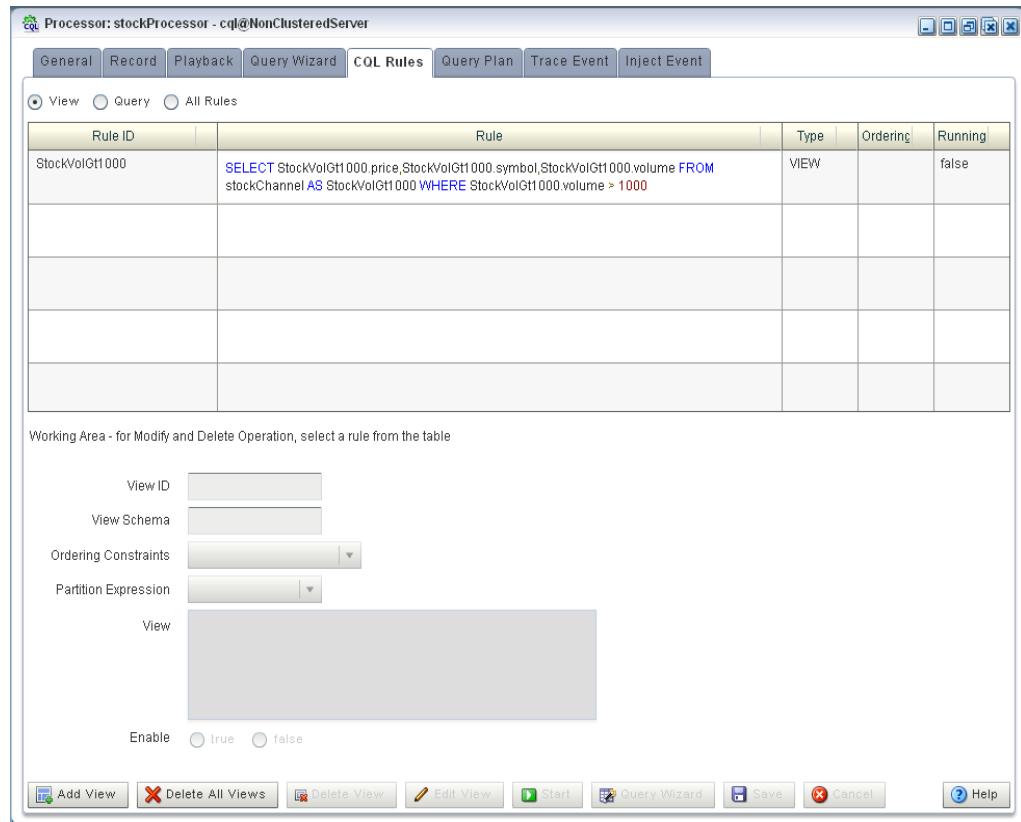 CQL Processor: stockProcessor - cql@NonClusteredServer
General Record Playback Query Wizard CQL Rules Query Plan Trace Event Inject Event
View Query All Rules
Rule ID Rule Type Ordering Running
StockVolGt1000 SELECT StockVolGt1000.price,StockVolGt1000.symbol,StockVolGt1000.volume FROM VIEW false
stockChannel AS StockVolGt1000 WHERE StockVolGt1000.volume > 1000
Working Area - for Modify and Delete Operation, select a rule from the table
View ID
View Schema
Ordering Constraints
Partition Expression
View
Enable true false
Add View Delete All Views Delete View Edit View Start Query Wizard Save Cancel Help